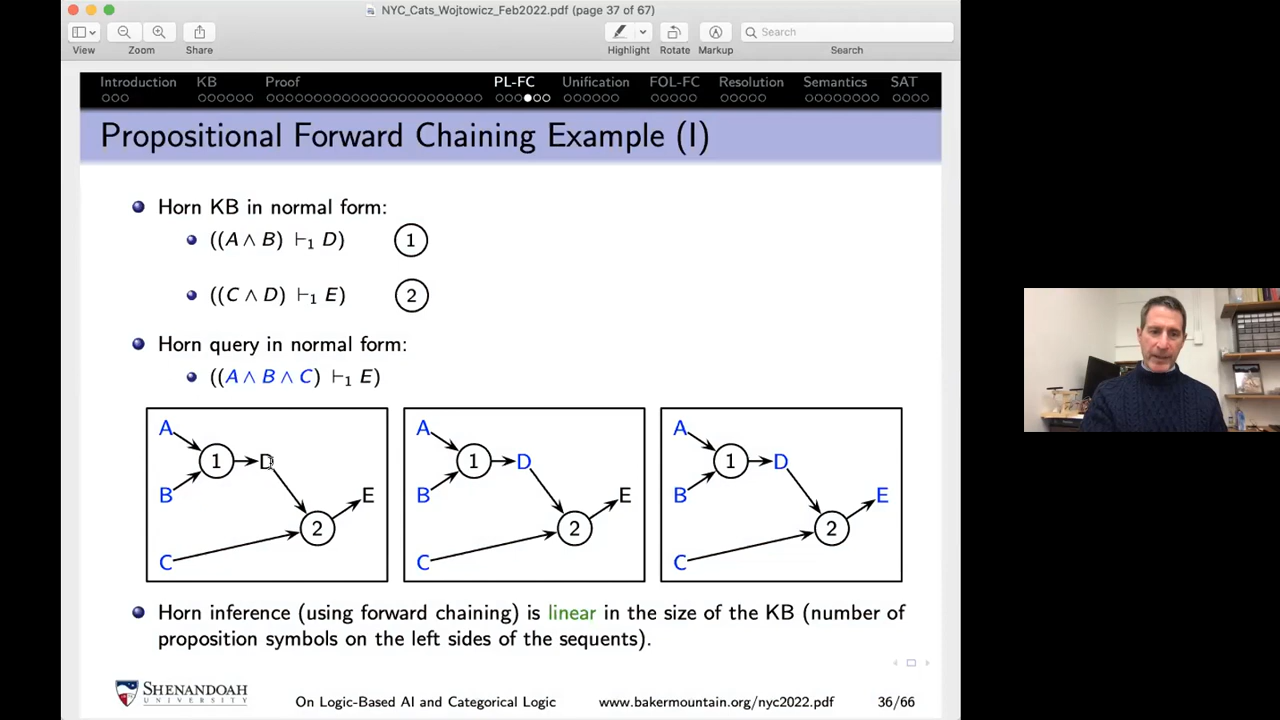 NYC_Cats_Wojtowicz_Feb2022.pdf (page 37 of 67)
Search
View Zoom Share Highlight Rotate Markup Search
Introduction KB Proof PL-FC Unification FOL-FC Resolution Semantics SAT
Propositional Forward Chaining Example (I)
Horn KB in normal form:
((A ∧ B) ⊢₁ D) 1
((C ∧ D) ⊢₁ E) 2
Horn query in normal form:
((A ∧ B ∧ C) ⊢₁ E)
A A A
1 D 1 D 1 D
B E B E B E
2 2 2
C C C
Horn inference (using forward chaining) is linear in the size of the KB (number of
proposition symbols on the left sides of the sequents).
SHENANDOAH
UNIVERSITY
On Logic-Based AI and Categorical Logic www.bakermountain.org/nyc2022.pdf 36/66